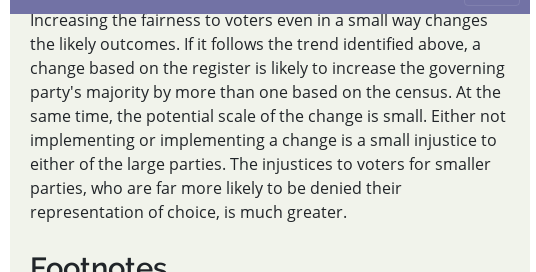 Increasing the fairness to voters even in a small way changes
the likely outcomes. If it follows the trend identified above, a
change based on the register is likely to increase the governing
party's majority by more than one based on the census. At the
same time, the potential scale of the change is small. Either not
implementing or implementing a change is a small injustice to
either of the large parties. The injustices to voters for smaller
parties, who are far more likely to be denied their
representation of choice, is much greater.
Footnotes